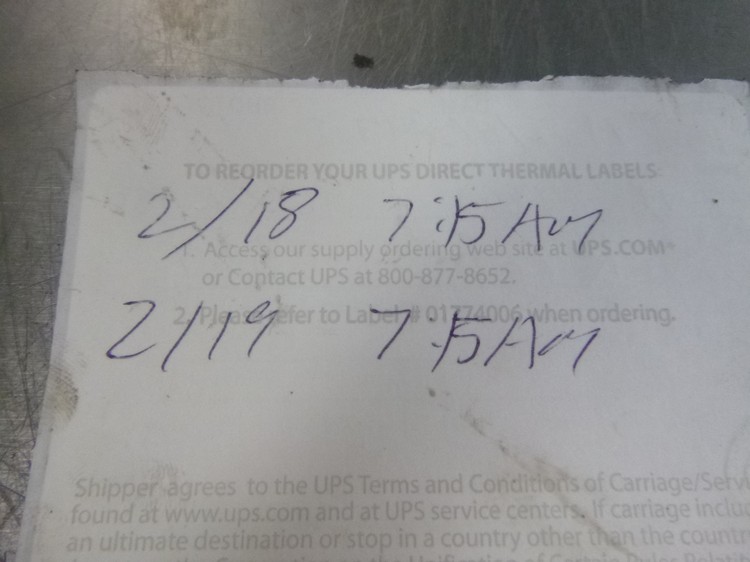 TO REORDER YOUR UPS DIRECT THERMAL LABELS:
2/18 7:15 Am
1. Access our supply ordering web site at UPS.COM®
or Contact UPS at 800-877-8652.
2. Please refer to Label # 01774006 when ordering.
2/19 7:15 Am
Shipper agrees to the UPS Terms and Conditions of Carriage/Servi
found at www.ups.com and at UPS service centers. If carriage includ
an ultimate destination or stop in a country other than the countr